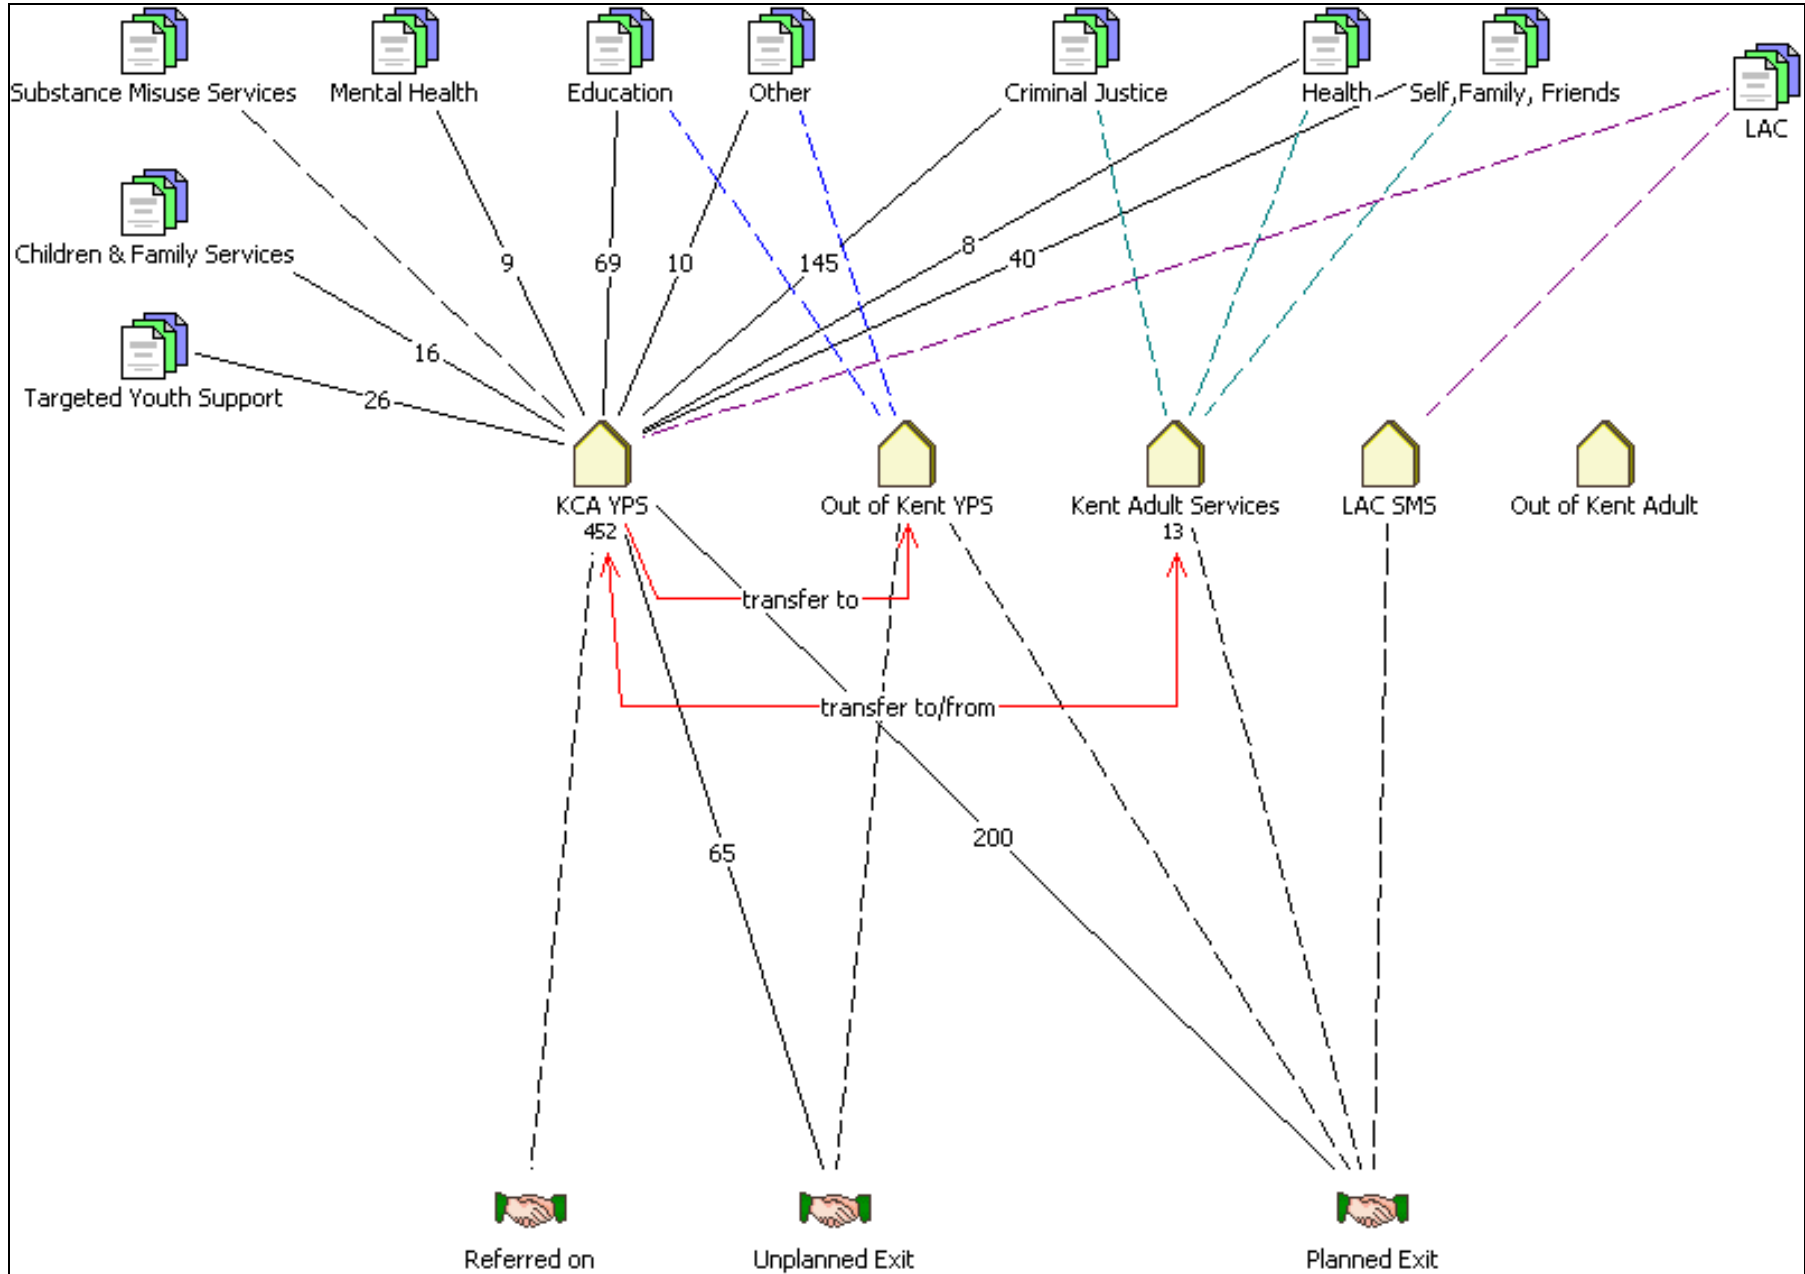 Substance Misuse Services
Mental Health
Education
Other
Criminal Justice
Health
Self,Family, Friends
LAC
Children & Family Services
Targeted Youth Support
9
69
10
145
8
40
16
26
KCA YPS
452
Out of Kent YPS
Kent Adult Services
13
LAC SMS
Out of Kent Adult
transfer to
transfer to/from
65
200
Referred on
Unplanned Exit
Planned Exit